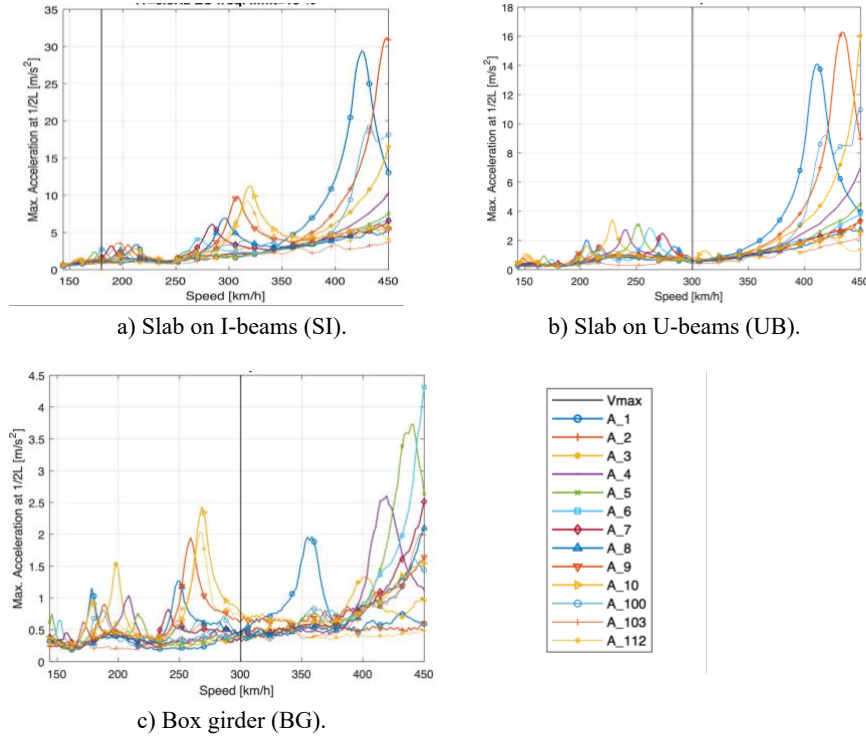 35
30
25
20
15
10
5
0
Max. Acceleration at 1/2L [m/s²]
150 200 250 300 350 400 450
Speed [km/h]
a) Slab on I-beams (SI).
18
16
14
12
10
8
6
4
2
0
Max. Acceleration at 1/2L [m/s²]
150 200 250 300 350 400 450
Speed [km/h]
b) Slab on U-beams (UB).
4.5
4
3.5
3
2.5
2
1.5
1
0.5
0
Max. Acceleration at 1/2L [m/s²]
150 200 250 300 350 400 450
Speed [km/h]
c) Box girder (BG).
Vmax
A_1
A_2
A_3
A_4
A_5
A_6
A_7
A_8
A_9
A_10
A_100
A_103
A_112